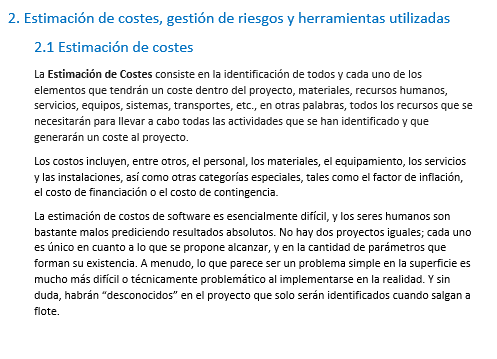 2. Estimación de costes, gestión de riesgos y herramientas utilizadas
2.1 Estimación de costes
La Estimación de Costes consiste en la identificación de todos y cada uno de los
elementos que tendrán un coste dentro del proyecto, materiales, recursos humanos,
servicios, equipos, sistemas, transportes, etc., en otras palabras, todos los recursos que se
necesitarán para llevar a cabo todas las actividades que se han identificado y que
generarán un coste al proyecto.
Los costos incluyen, entre otros, el personal, los materiales, el equipamiento, los servicios
y las instalaciones, así como otras categorías especiales, tales como el factor de inflación,
el costo de financiación o el costo de contingencia.
La estimación de costos de software es esencialmente difícil, y los seres humanos son
bastante malos prediciendo resultados absolutos. No hay dos proyectos iguales; cada uno
es único en cuanto a lo que se propone alcanzar, y en la cantidad de parámetros que
forman su existencia. A menudo, lo que parece ser un problema simple en la superficie es
mucho más difícil o técnicamente problemático al implementarse en la realidad. Y sin
duda, habrán “desconocidos” en el proyecto que solo serán identificados cuando salgan a
flote.